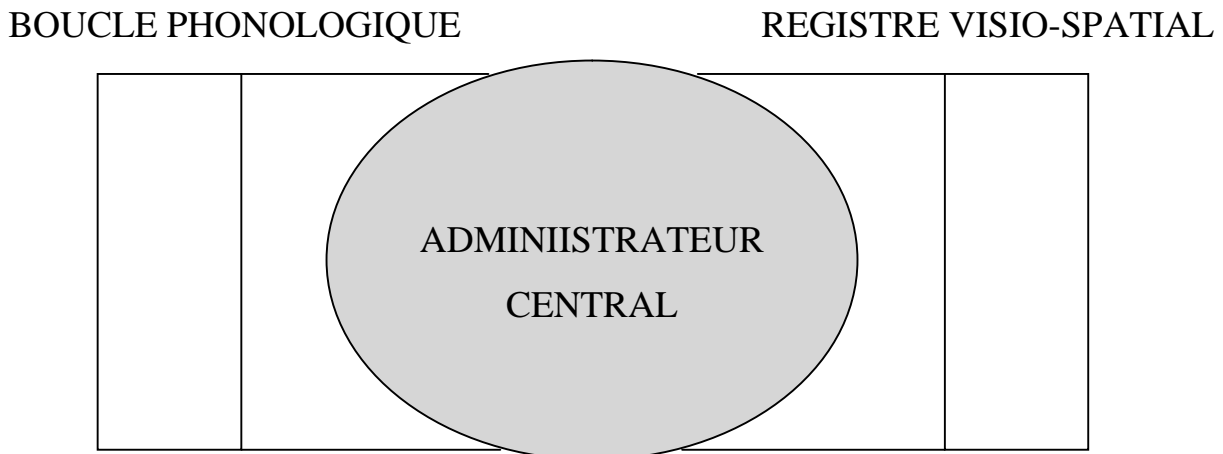 BOUCLE PHONOLOGIQUE
REGISTRE VISIO-SPATIAL
ADMINIISTRATEUR
CENTRAL